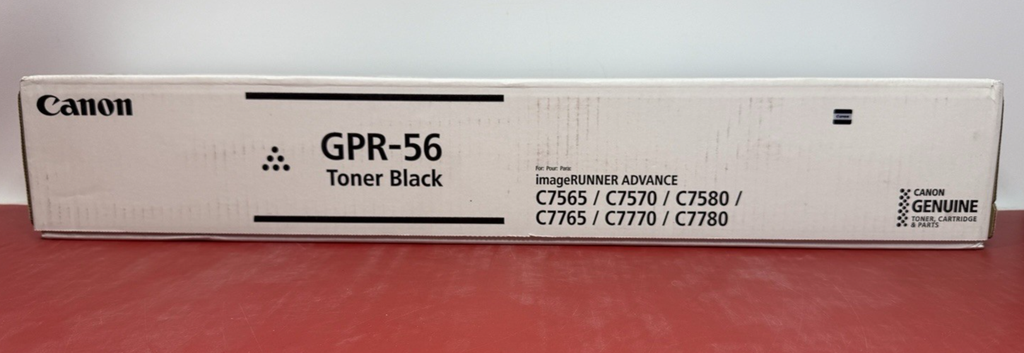 Canon
GPR-56
Toner Black
For: Pour: Para:
imageRUNNER ADVANCE
C7565 / C7570 / C7580 /
C7765 / C7770 / C7780
CANON
GENUINE
TONER, CARTRIDGE
& PARTS